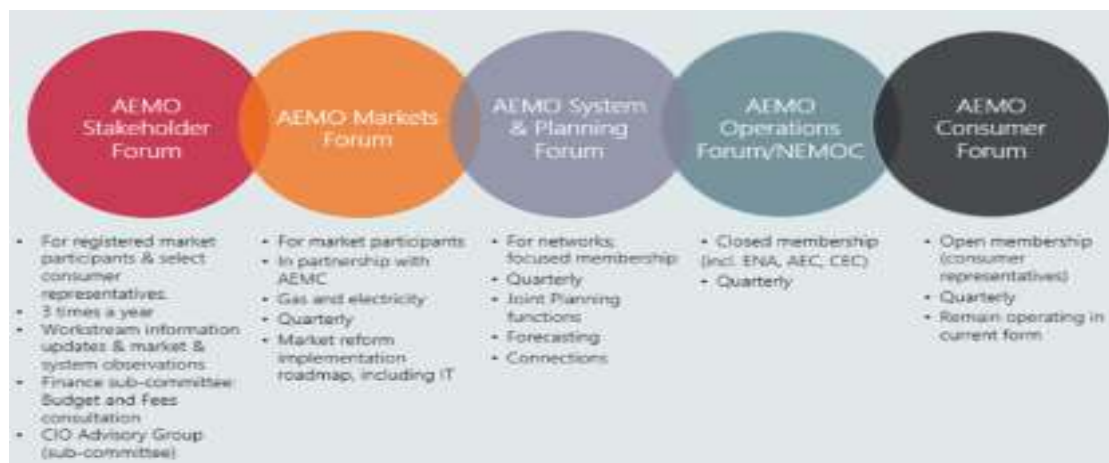 AEMO
Stakeholder
Forum
AEMO Markets
Forum
AEMO System
& Planning
Forum
AEMO
Operations
Forum/NEMOC
AEMO
Consumer
Forum
• For registered market
participants & select
consumer
representatives.
• 3 times a year
• Workstream information
updates & market &
system observations
• Finance sub-committee:
Budget and Fees
consultation
• CIO Advisory Group
(sub-committee)
• For market participants
• In partnership with
AEMC
• Gas and electricity
• Quarterly
• Market reform
implementation
roadmap, including IT
• For networks;
focused membership
• Quarterly
• Joint Planning
functions
• Forecasting
• Connections
• Closed membership
(incl. ENA, AEC, CEC)
• Quarterly
• Open membership
(consumer
representatives)
• Quarterly
• Remain operating in
current form